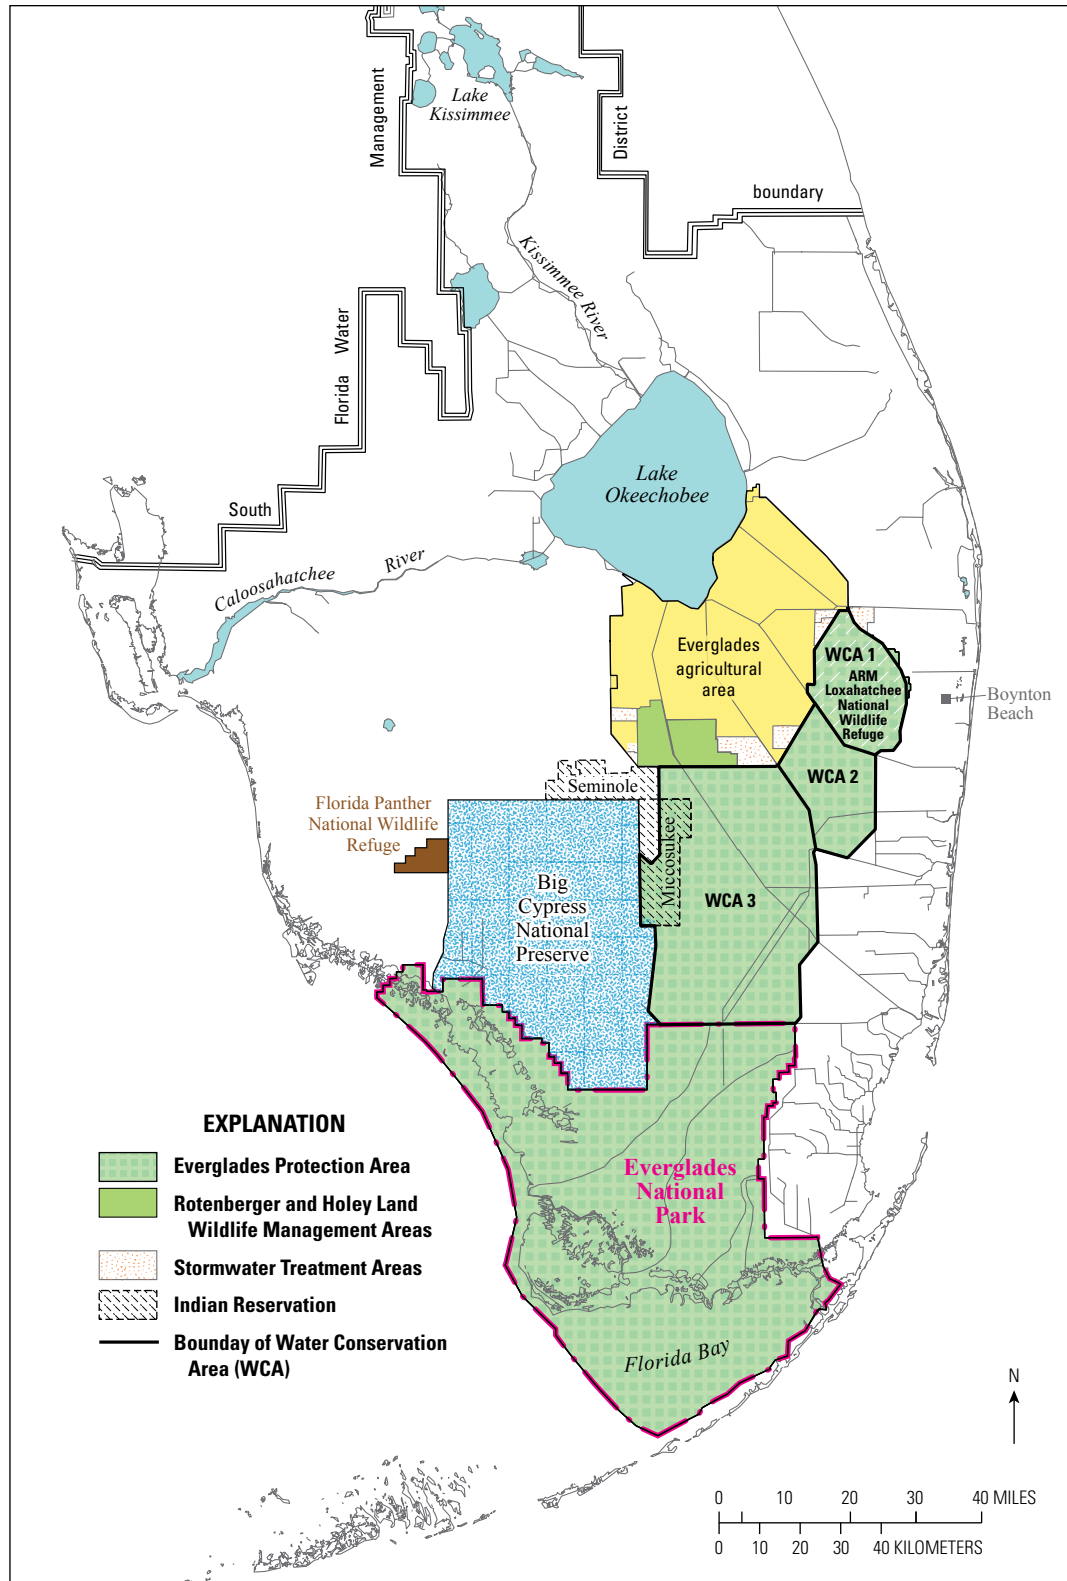 Lake
Kissimmee
Management
District
boundary
Kissimmee River
Florida Water
South
Lake
Okeechobee
Caloosahatchee River
Everglades
agricultural
area
WCA 1
ARM
Loxahatchee
National
Wildlife
Refuge
Boynton
Beach
WCA 2
Seminole
Florida Panther
National Wildlife
Refuge
Miccosukee
Big
Cypress
National
Preserve
WCA 3
Everglades
National
Park
Florida Bay
EXPLANATION
Everglades Protection Area
Rotenberger and Holey Land
Wildlife Management Areas
Stormwater Treatment Areas
Indian Reservation
Bounday of Water Conservation
Area (WCA)
N
0 10 20 30 40 MILES
0 10 20 30 40 KILOMETERS